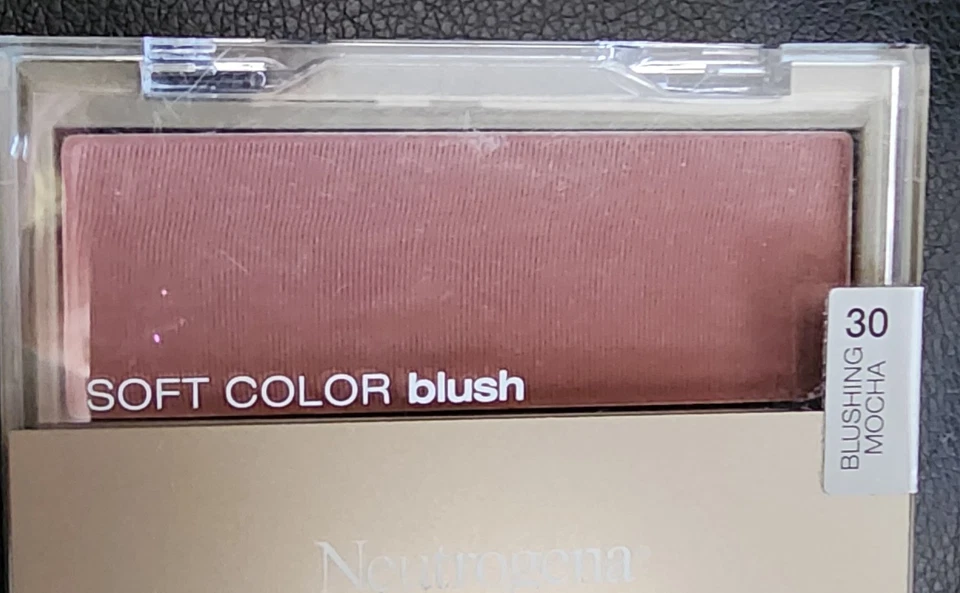 SOFT COLOR blush
30
BLUSHING
MOCHA
Neutrogena